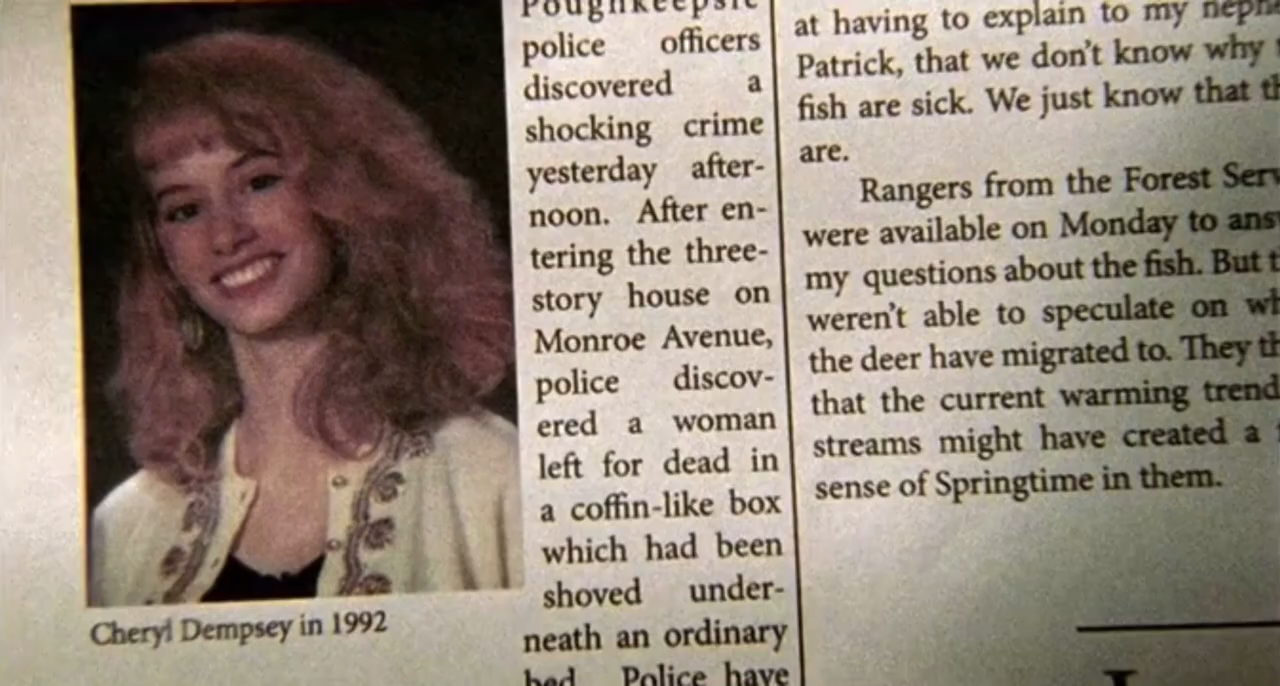 Poughkeepsie
police officers
discovered a
shocking crime
yesterday after-
noon. After en-
tering the three-
story house on
Monroe Avenue,
police discov-
ered a woman
left for dead in
a coffin-like box
which had been
shoved under-
neath an ordinary
bed. Police have
Cheryl Dempsey in 1992
at having to explain to my
Patrick, that we don't know why
fish are sick. We just know that
are.
Rangers from the Forest
were available on Monday to
my questions about the fish. But
weren't able to speculate on
the deer have migrated to. They
that the current warming trend
streams might have created a
sense of Springtime in them.